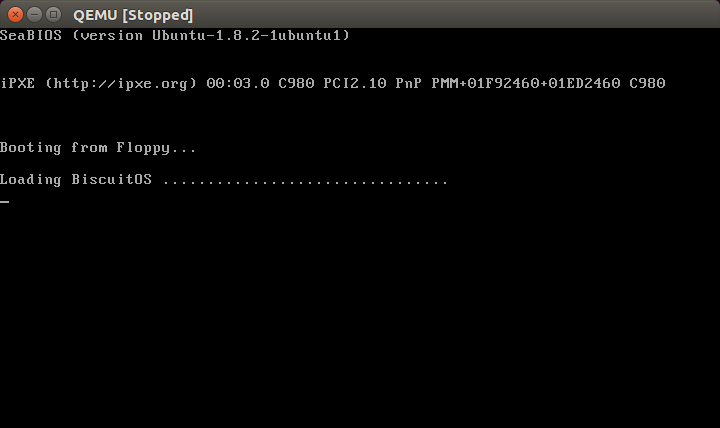 QEMU [Stopped]
SeaBIOS (version Ubuntu-1.8.2-1ubuntu1)
iPXE (http://ipxe.org) 00:03.0 C980 PCI2.10 PnP PMM+01F92460+01ED2460 C980
Booting from Floppy...
Loading BiscuitOS ................................